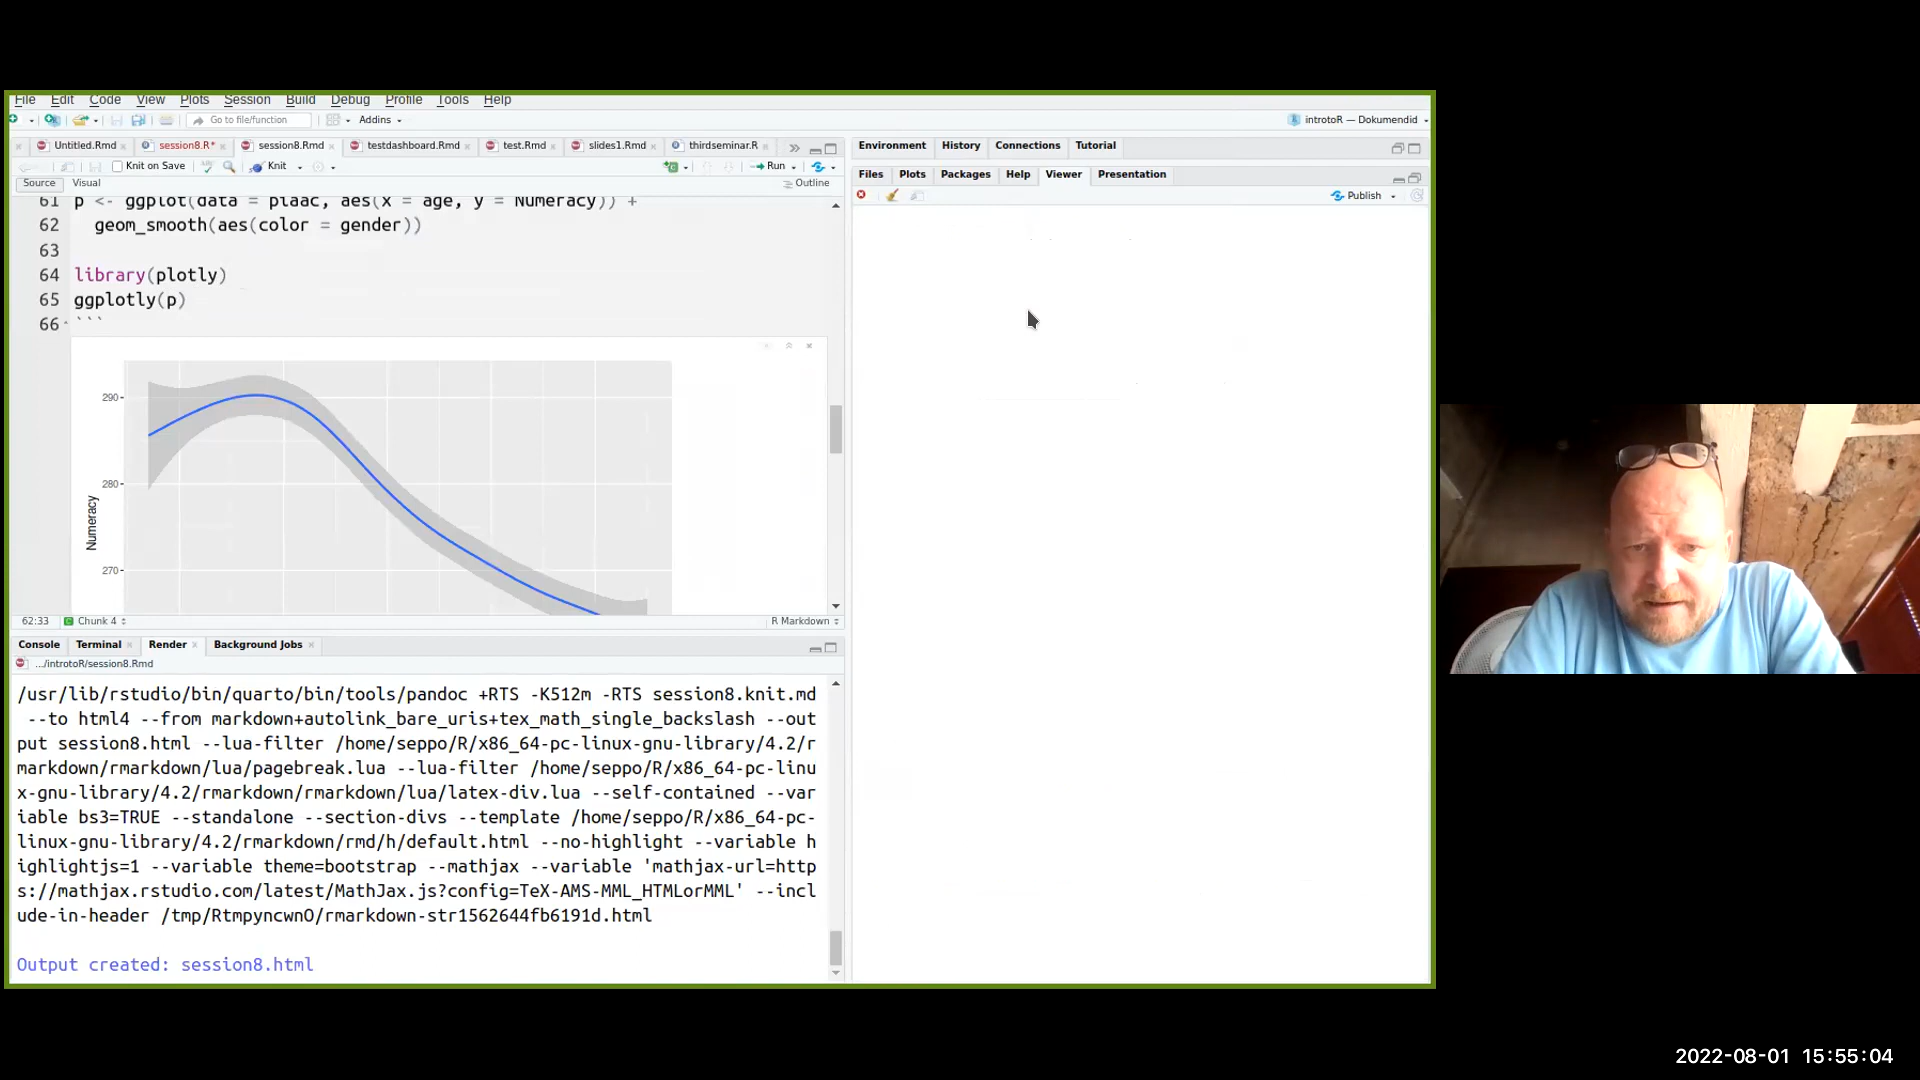 File Edit Code View Plots Session Build Debug Profile Tools Help
Go to file/function Addins introtoR — Dokumendid
Untitled.Rmd session8.R* session8.Rmd testdashboard.Rmd test.Rmd slides1.Rmd thirdseminar.R
Knit on Save Knit Run
Source Visual Outline
61 p <- ggplot(data = piaac, aes(x = age, y = Numeracy)) +
62 geom_smooth(aes(color = gender))
63
64 library(plotly)
65 ggplotly(p)
66 ```
290
280
270
Numeracy
62:33 Chunk 4 R Markdown
Console Terminal Render Background Jobs
.../introtoR/session8.Rmd
/usr/lib/rstudio/bin/quarto/bin/tools/pandoc +RTS -K512m -RTS session8.knit.md
--to html4 --from markdown+autolink_bare_uris+tex_math_single_backslash --out
put session8.html --lua-filter /home/seppo/R/x86_64-pc-linux-gnu-library/4.2/r
markdown/rmarkdown/lua/pagebreak.lua --lua-filter /home/seppo/R/x86_64-pc-linu
x-gnu-library/4.2/rmarkdown/rmarkdown/lua/latex-div.lua --self-contained --var
iable bs3=TRUE --standalone --section-divs --template /home/seppo/R/x86_64-pc-
linux-gnu-library/4.2/rmarkdown/rmd/h/default.html --no-highlight --variable h
ighlightjs=1 --variable theme=bootstrap --mathjax --variable 'mathjax-url=http
s://mathjax.rstudio.com/latest/MathJax.js?config=TeX-AMS-MML_HTMLorMML' --incl
ude-in-header /tmp/RtmpyncwnO/rmarkdown-str1562644fb6191d.html
Output created: session8.html
Environment History Connections Tutorial
Files Plots Packages Help Viewer Presentation
Publish
2022-08-01 15:55:04